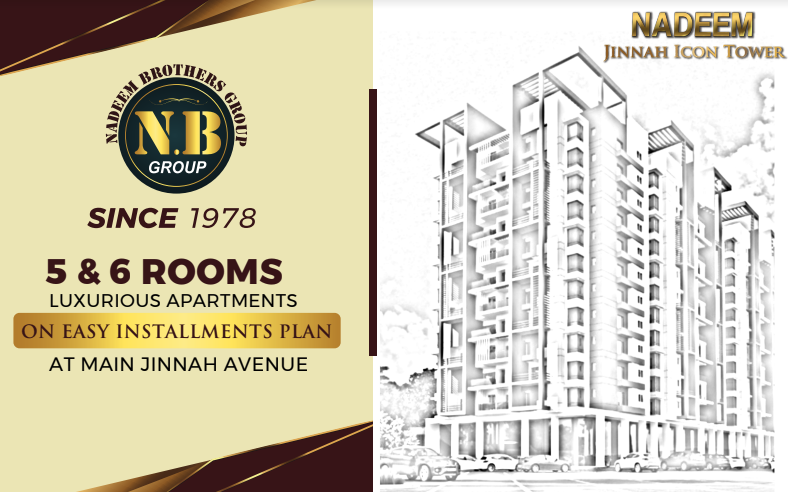 NADEEM BROTHERS GROUP
N.B
GROUP
SINCE 1978
5 & 6 ROOMS
LUXURIOUS APARTMENTS
ON EASY INSTALLMENTS PLAN
AT MAIN JINNAH AVENUE
NADEEM
JINNAH ICON TOWER